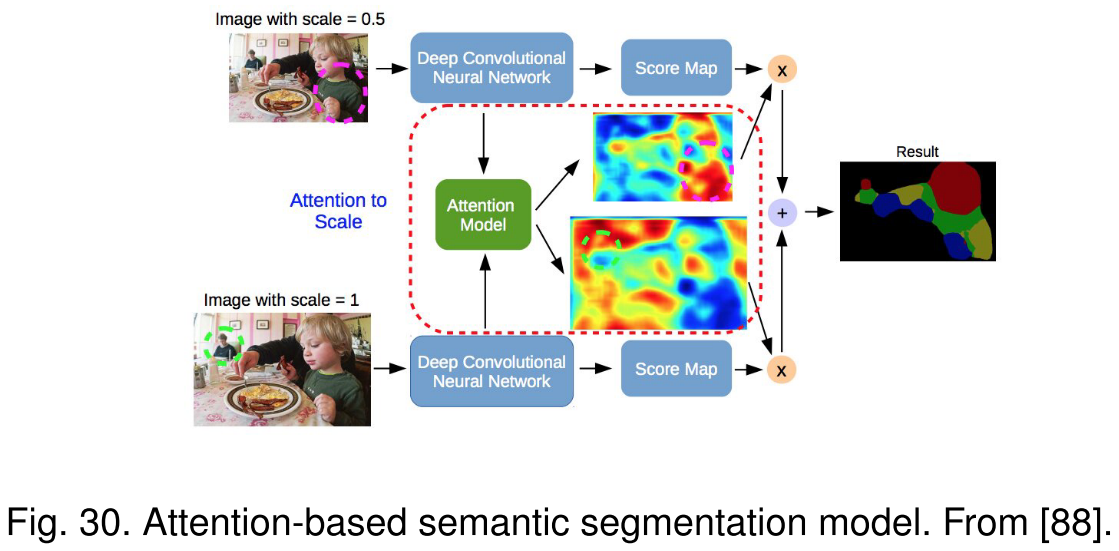 Image with scale = 0.5
Deep Convolutional
Neural Network
Score Map
x
Result
Attention to
Scale
Attention
Model
+
Image with scale = 1
Deep Convolutional
Neural Network
Score Map
x
Fig. 30. Attention-based semantic segmentation model. From [88].